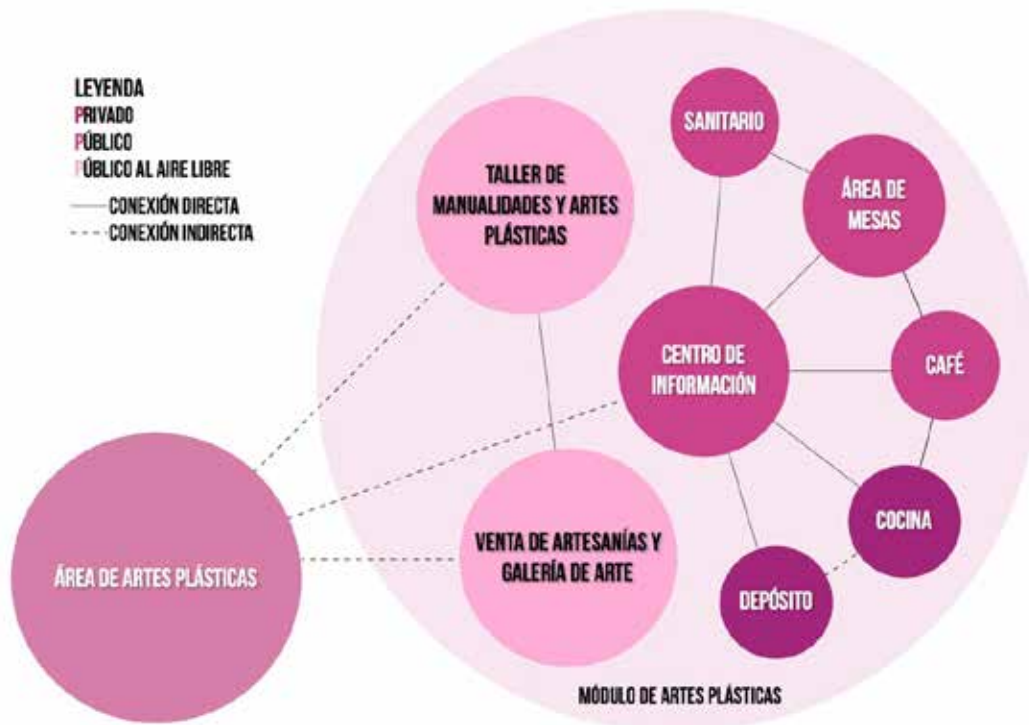 LEYENDA
PRIVADO
PÚBLICO
PÚBLICO AL AIRE LIBRE
CONEXIÓN DIRECTA
CONEXIÓN INDIRECTA
TALLER DE
MANUALIDADES Y ARTES
PLÁSTICAS
SANITARIO
ÁREA DE
MESAS
CENTRO DE
INFORMACIÓN
CAFÉ
COCINA
DEPÓSITO
VENTA DE ARTESANÍAS Y
GALERÍA DE ARTE
ÁREA DE ARTES PLÁSTICAS
MÓDULO DE ARTES PLÁSTICAS